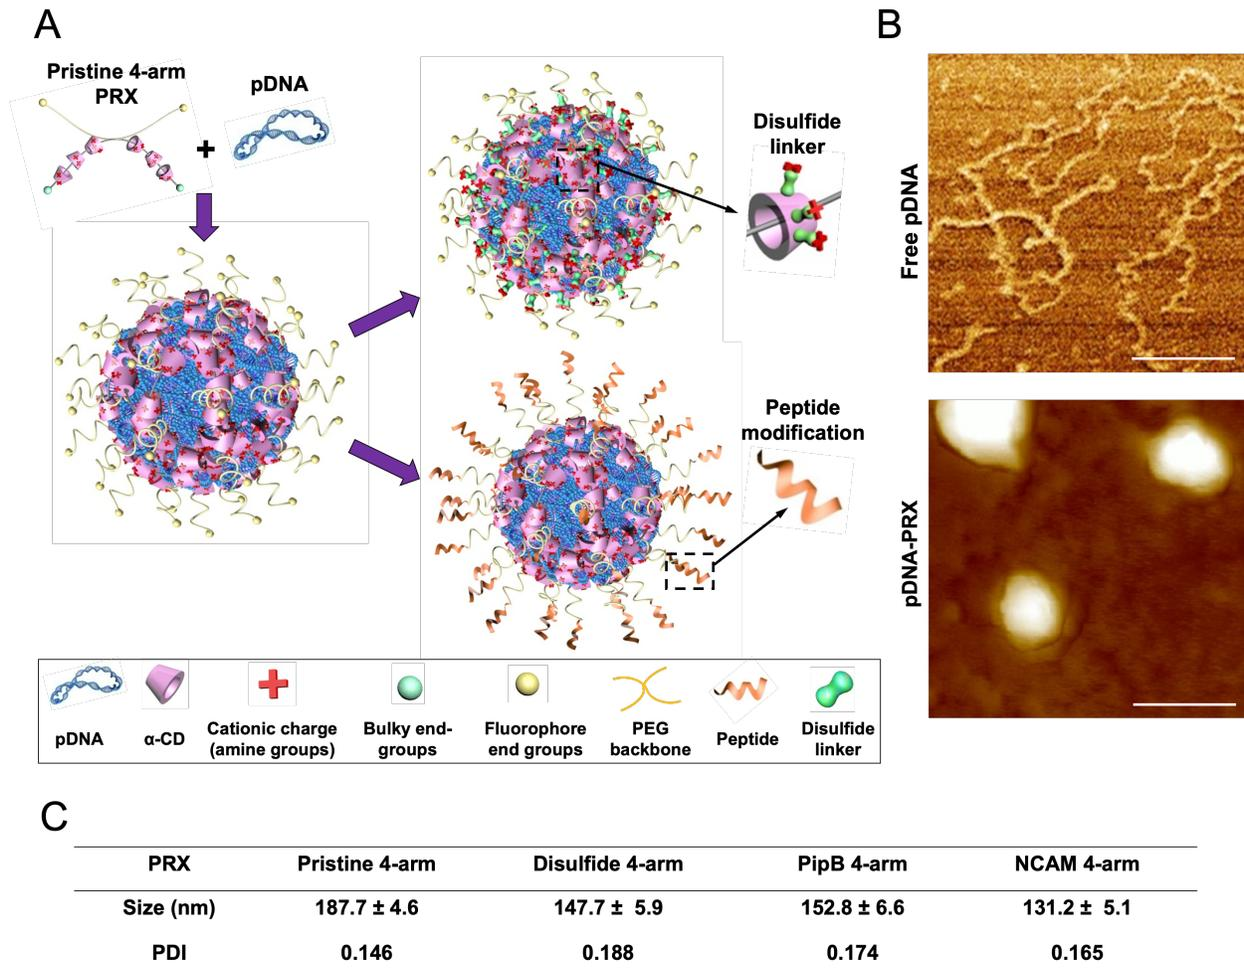 A
Pristine 4-arm
PRX
pDNA
+
Disulfide
linker
Peptide
modification
pDNA
α-CD
Cationic charge
(amine groups)
Bulky end-
groups
Fluorophore
end groups
PEG
backbone
Peptide
Disulfide
linker
B
Free pDNA
pDNA-PRX
C
PRX Pristine 4-arm Disulfide 4-arm PipB 4-arm NCAM 4-arm
Size (nm) 187.7 ± 4.6 147.7 ± 5.9 152.8 ± 6.6 131.2 ± 5.1
PDI 0.146 0.188 0.174 0.165